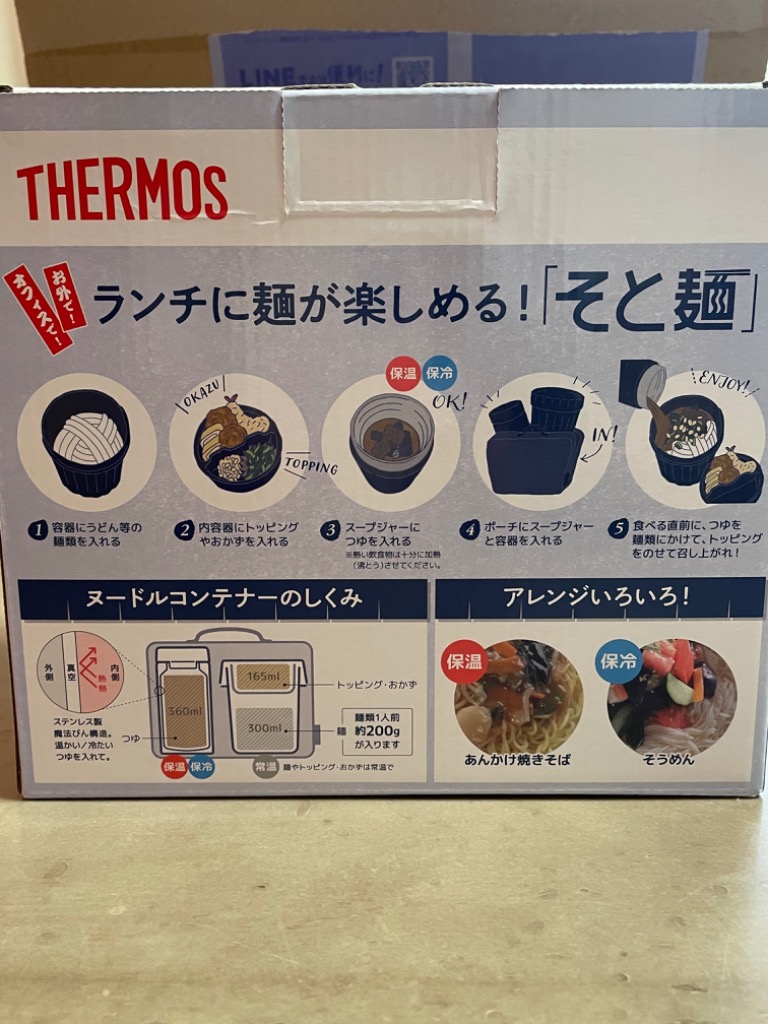 LINE
便利に!
THERMOS
お外で!
オフィスで!
ランチに麺が楽しめる!「そと麺」
OKAZU
TOPPING
保温
保冷
OK!
IN!
ENJOY!
1 容器にうどん等の
麺類を入れる
2 内容器にトッピング
やおかずを入れる
3 スープジャーに
つゆを入れる
※熱い飲食物は十分に加熱
(沸とう)させてください。
4 ポーチにスープジャー
と容器を入れる
5 食べる直前に、つゆを
麺類にかけて、トッピング
をのせて召し上がれ!
ヌードルコンテナーのしくみ
外側
真空
内側
熱
熱
ステンレス製
魔法びん構造。
温かい/冷たい
つゆを入れて。
つゆ
360ml
165ml
300ml
トッピング・おかず
麺
麺類1人前
約200g
が入ります
保温
保冷
常温
麺やトッピング・おかずは常温で
アレンジいろいろ!
保温
あんかけ焼きそば
保冷
そうめん